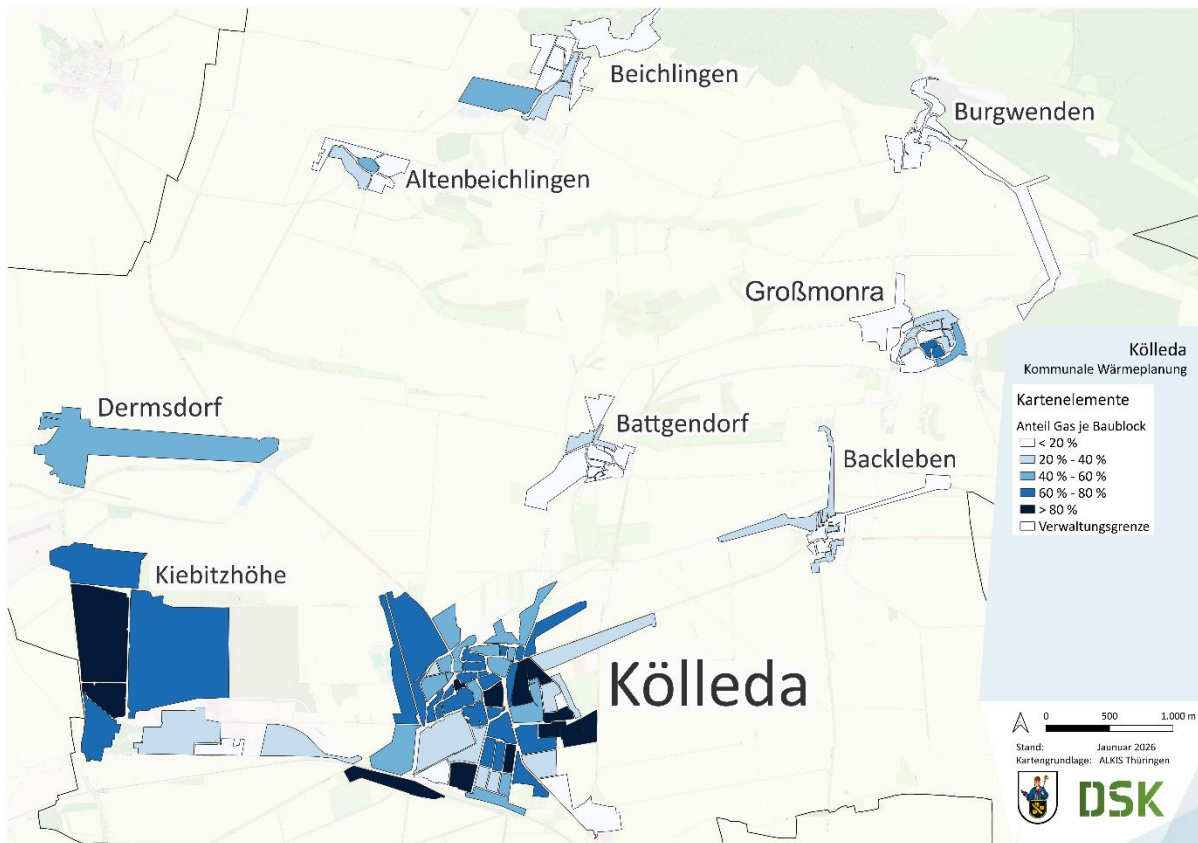 Beichlingen
Burgwenden
Altenbeichlingen
Großmonra
Kölleda
Kommunale Wärmeplanung
Kartenelemente
Anteil Gas je Baublock
< 20 %
20 % - 40 %
40 % - 60 %
60 % - 80 %
> 80 %
Verwaltungsgrenze
Dermsdorf
Battgendorf
Backleben
Kiebitzhöhe
Kölleda
0 500 1.000 m
Stand: Jaunuar 2026
Kartengrundlage: ALKIS Thüringen
DSK